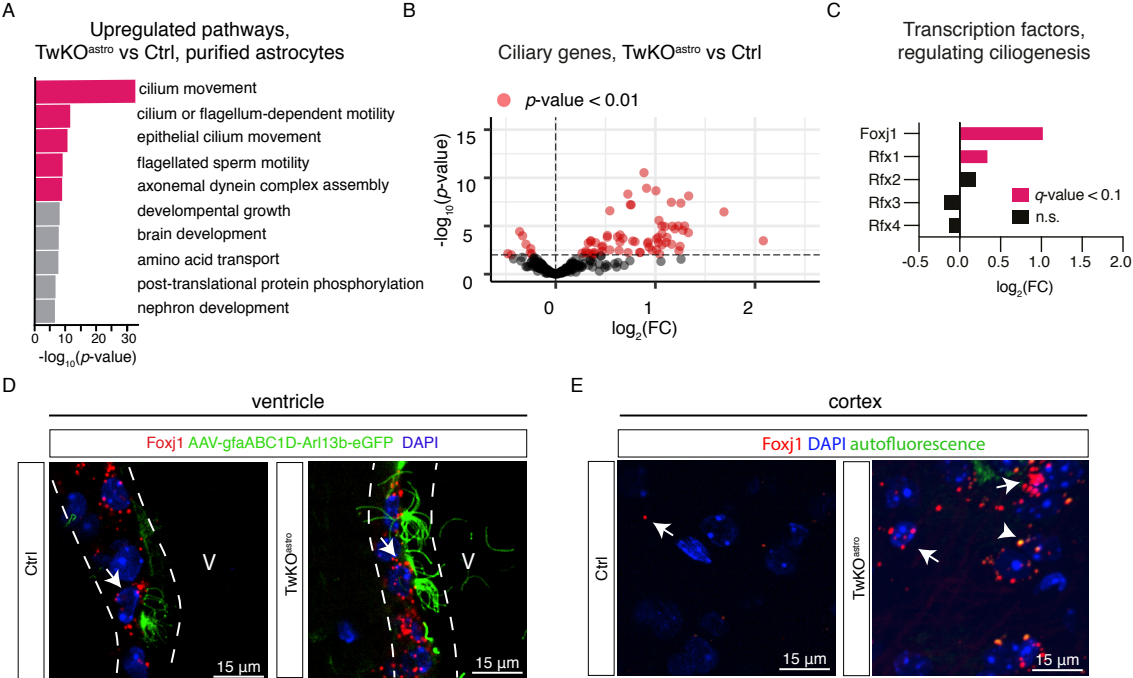 A
Upregulated pathways,
TwKOastro vs Ctrl, purified astrocytes
cilium movement
cilium or flagellum-dependent motility
epithelial cilium movement
flagellated sperm motility
axonemal dynein complex assembly
develompental growth
brain development
amino acid transport
post-translational protein phosphorylation
nephron development
0 10 20 30
-log10(p-value)
B
Ciliary genes, TwKOastro vs Ctrl
p-value < 0.01
15
10
5
0
-log10(p-value)
0 1 2
log2(FC)
C
Transcription factors,
regulating ciliogenesis
Foxj1
Rfx1
Rfx2
Rfx3
Rfx4
q-value < 0.1
n.s.
-0.5 0.0 0.5 1.0 1.5 2.0
log2(FC)
D
ventricle
Foxj1 AAV-gfaABC1D-Arl13b-eGFP DAPI
Ctrl
V
15 µm
TwKOastro
V
15 µm
E
cortex
Foxj1 DAPI autofluorescence
Ctrl
15 µm
TwKOastro
15 µm